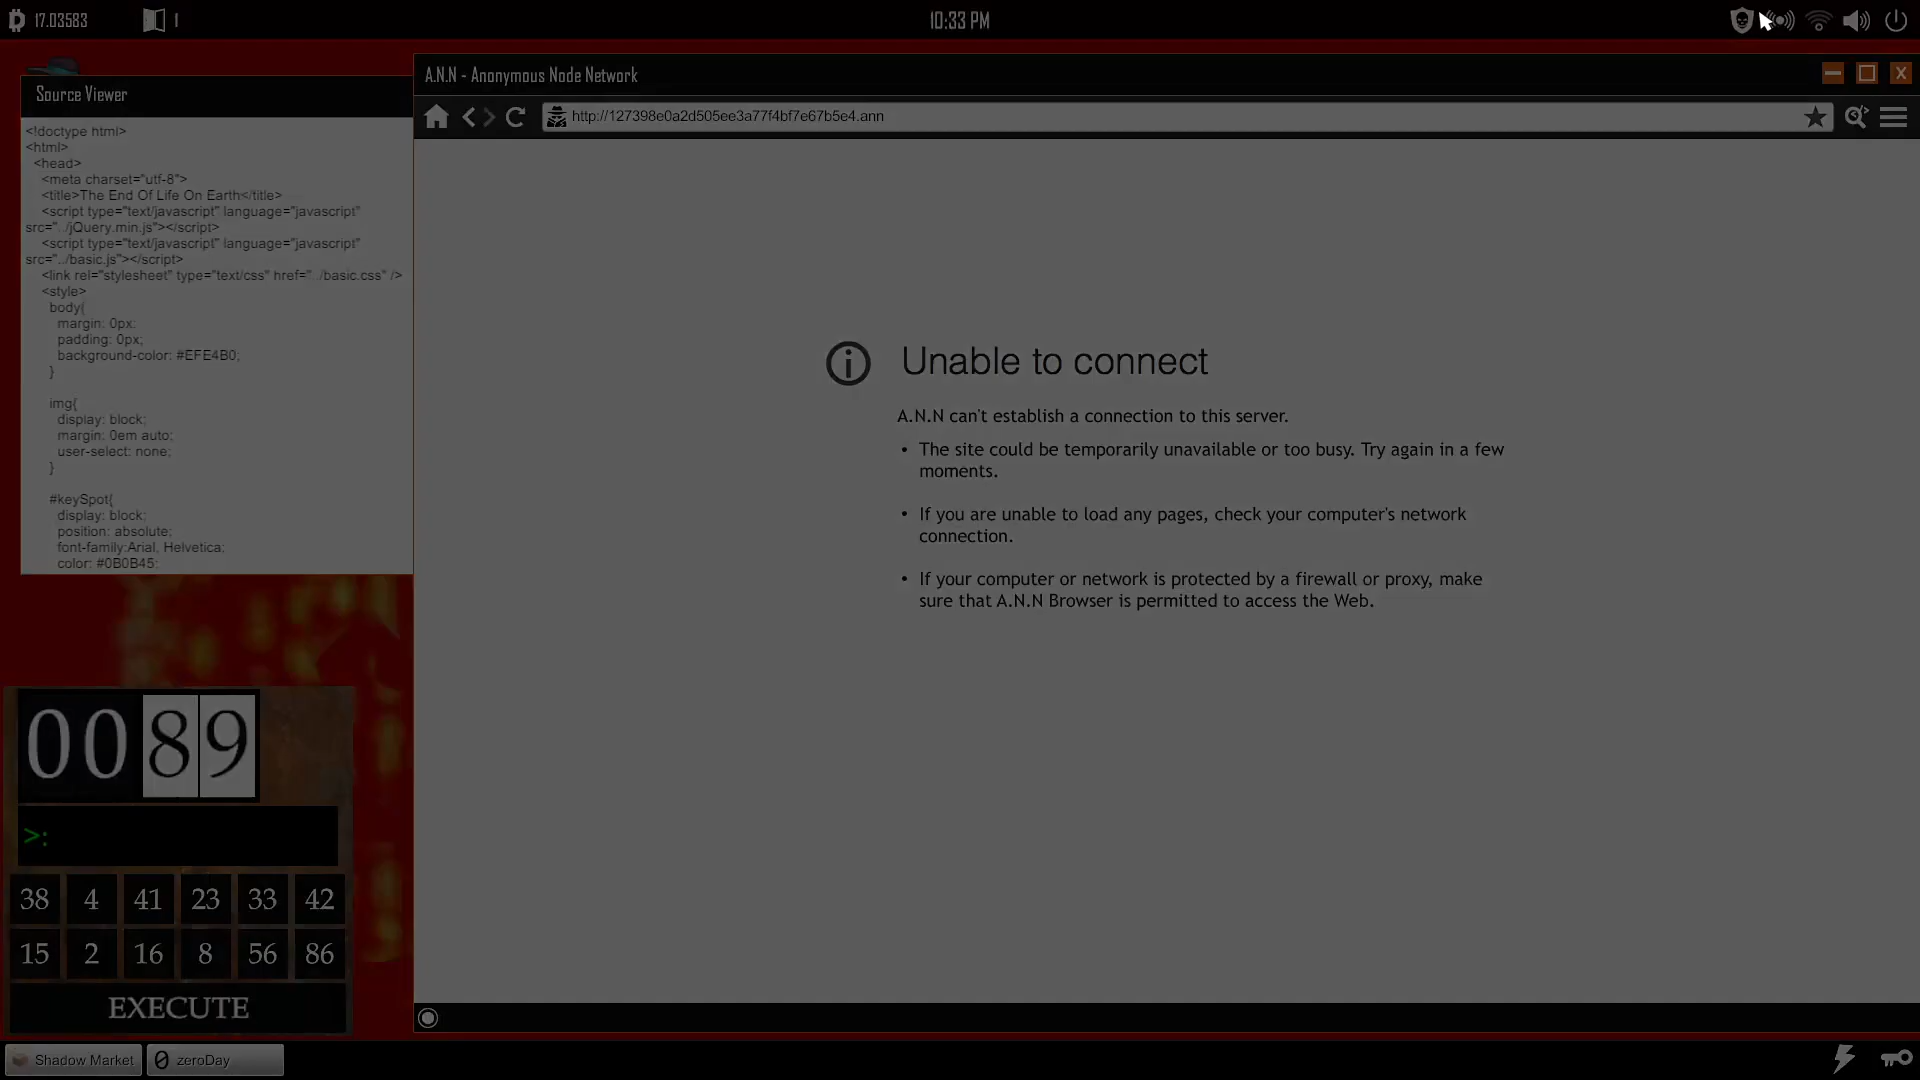 17.03583
1
10:33 PM
Source Viewer
<!doctype html>
<html>
<head>
<meta charset="utf-8">
<title>The End Of Life On Earth</title>
<script type="text/javascript" language="javascript"
src="../jQuery.min.js"></script>
<script type="text/javascript" language="javascript"
src="../basic.js"></script>
<link rel="stylesheet" type="text/css" href="../basic.css" />
<style>
body{
margin: 0px;
padding: 0px;
background-color: #EFE4B0;
}
img{
display: block;
margin: 0em auto;
user-select: none;
}
#keySpot{
display: block;
position: absolute;
font-family:Arial, Helvetica;
color: #0B0B45;
A.N.N - Anonymous Node Network
X
http://127398e0a2d505ee3a77f4bf7e67b5e4.ann
Unable to connect
A.N.N can't establish a connection to this server.
• The site could be temporarily unavailable or too busy. Try again in a few
moments.
• If you are unable to load any pages, check your computer's network
connection.
• If your computer or network is protected by a firewall or proxy, make
sure that A.N.N Browser is permitted to access the Web.
0089
>:
38 4 41 23 33 42
15 2 16 8 56 86
EXECUTE
Shadow Market
0 zeroDay